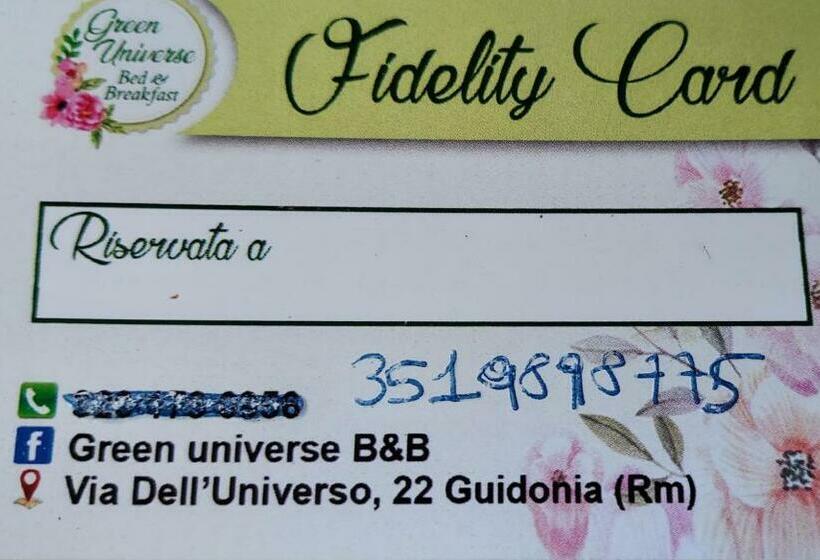 Green
Universe
Bed &
Breakfast
Fidelity Card
Riservata a
3519898775
Green universe B&B
Via Dell'Universo, 22 Guidonia (Rm)